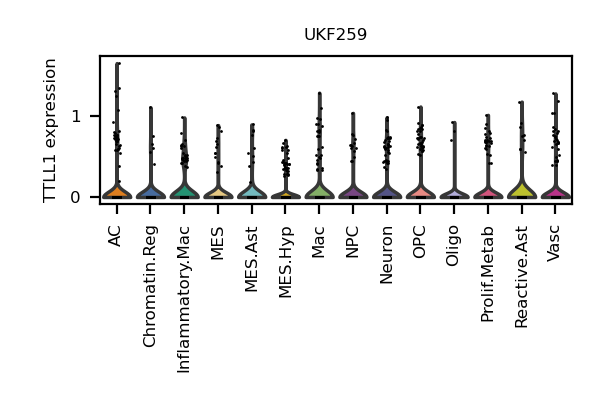 UKF259
TTLL1 expression
1
0
AC
Chromatin.Reg
Inflammatory.Mac
MES
MES.Ast
MES.Hyp
Mac
NPC
Neuron
OPC
Oligo
Prolif.Metab
Reactive.Ast
Vasc